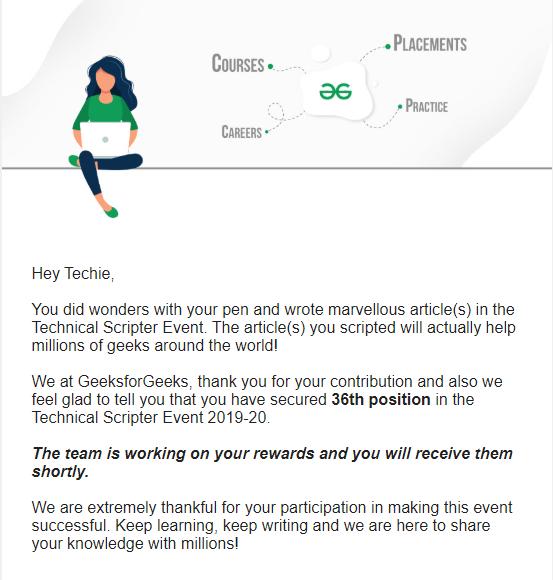 COURSES
PLACEMENTS
CAREERS
PRACTICE
Hey Techie,
You did wonders with your pen and wrote marvellous article(s) in the
Technical Scripter Event. The article(s) you scripted will actually help
millions of geeks around the world!
We at GeeksforGeeks, thank you for your contribution and also we
feel glad to tell you that you have secured 36th position in the
Technical Scripter Event 2019-20.
The team is working on your rewards and you will receive them
shortly.
We are extremely thankful for your participation in making this event
successful. Keep learning, keep writing and we are here to share
your knowledge with millions!